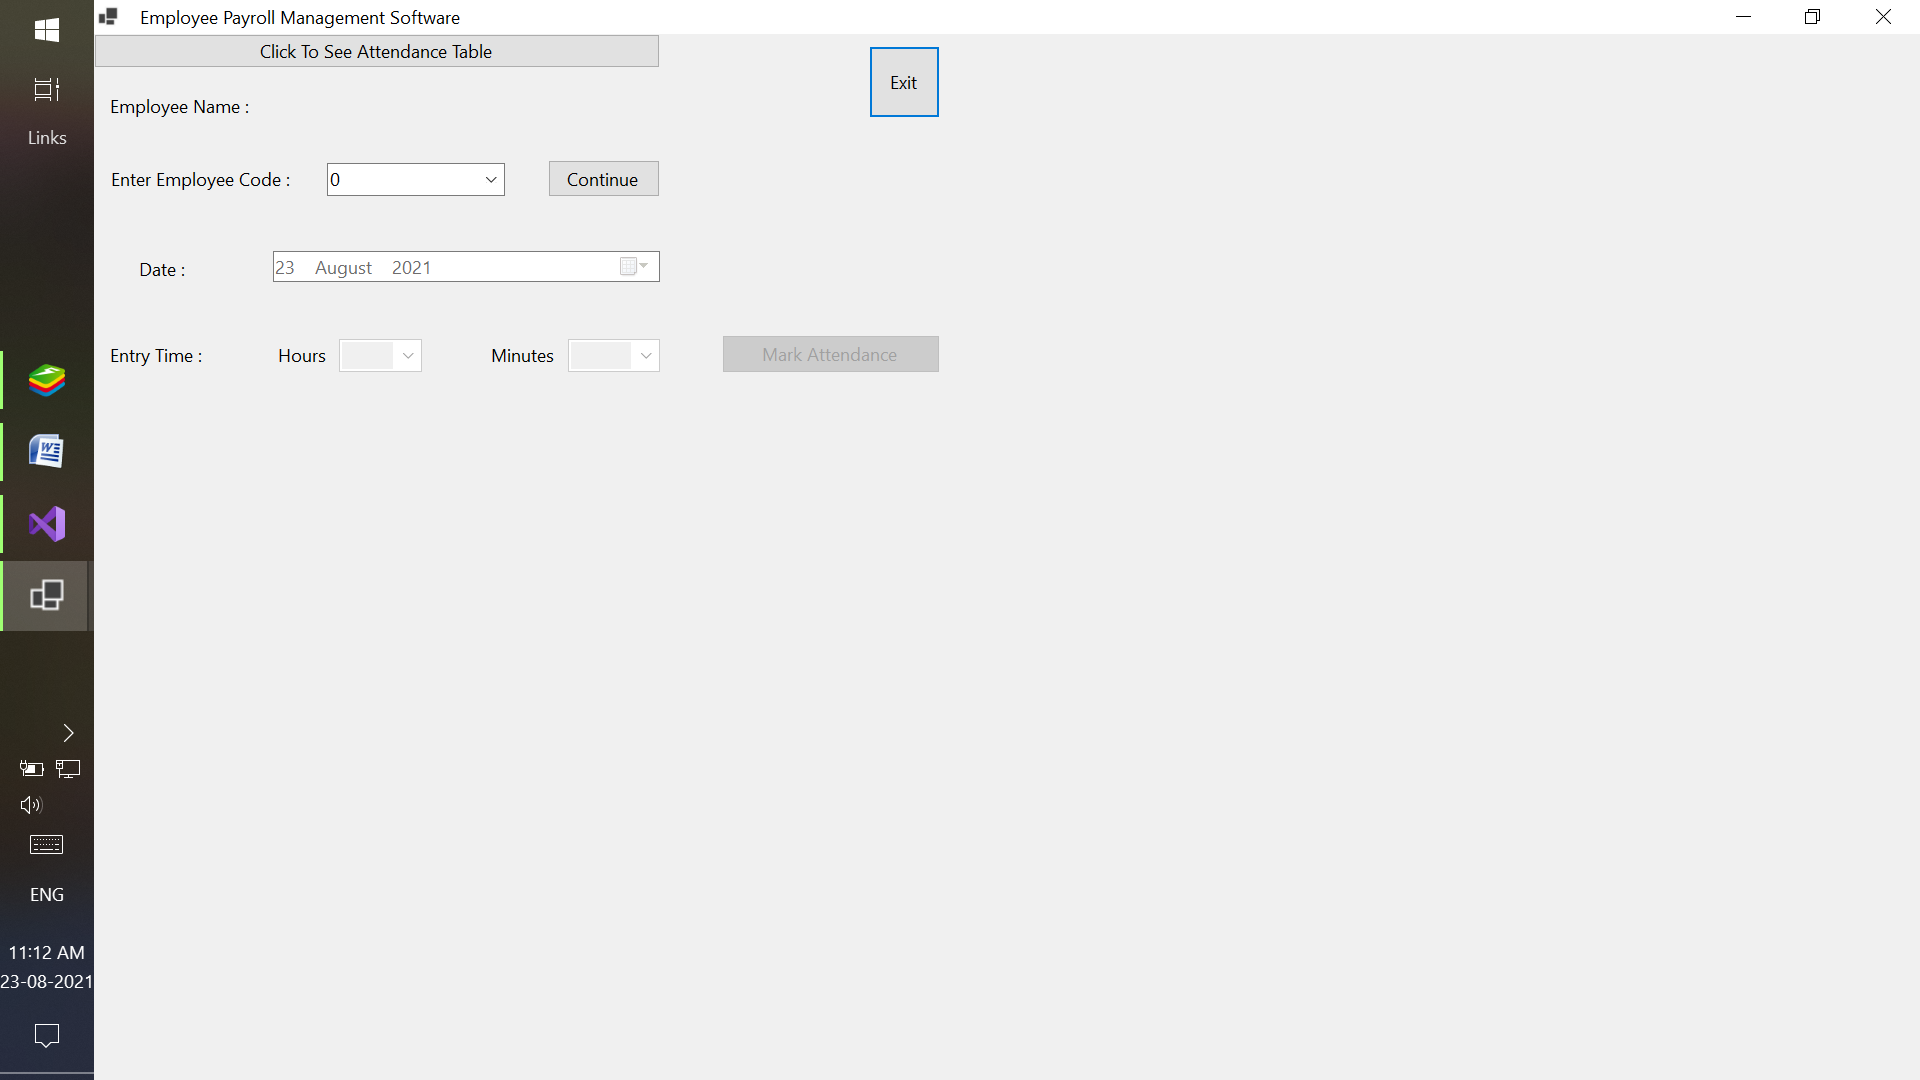 Employee Payroll Management Software
Click To See Attendance Table
Exit
Employee Name :
Links
Enter Employee Code : 0 Continue
Date : 23 August 2021
Entry Time : Hours Minutes Mark Attendance
ENG
11:12 AM
23-08-2021